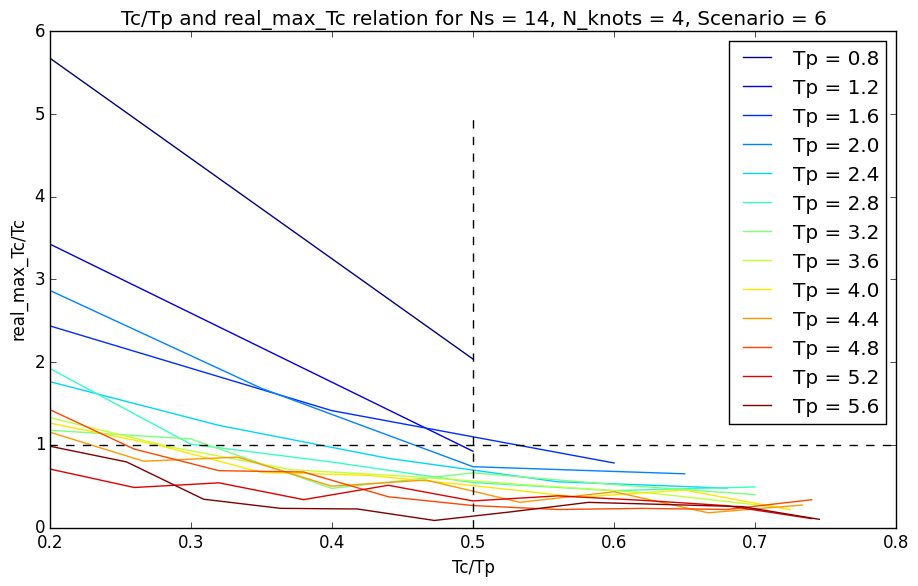 Tc/Tp and real_max_Tc relation for Ns = 14, N_knots = 4, Scenario = 6
6
5
4
3
2
1
0
real_max_Tc/Tc
Tp = 0.8
Tp = 1.2
Tp = 1.6
Tp = 2.0
Tp = 2.4
Tp = 2.8
Tp = 3.2
Tp = 3.6
Tp = 4.0
Tp = 4.4
Tp = 4.8
Tp = 5.2
Tp = 5.6
0.2 0.3 0.4 0.5 0.6 0.7 0.8
Tc/Tp